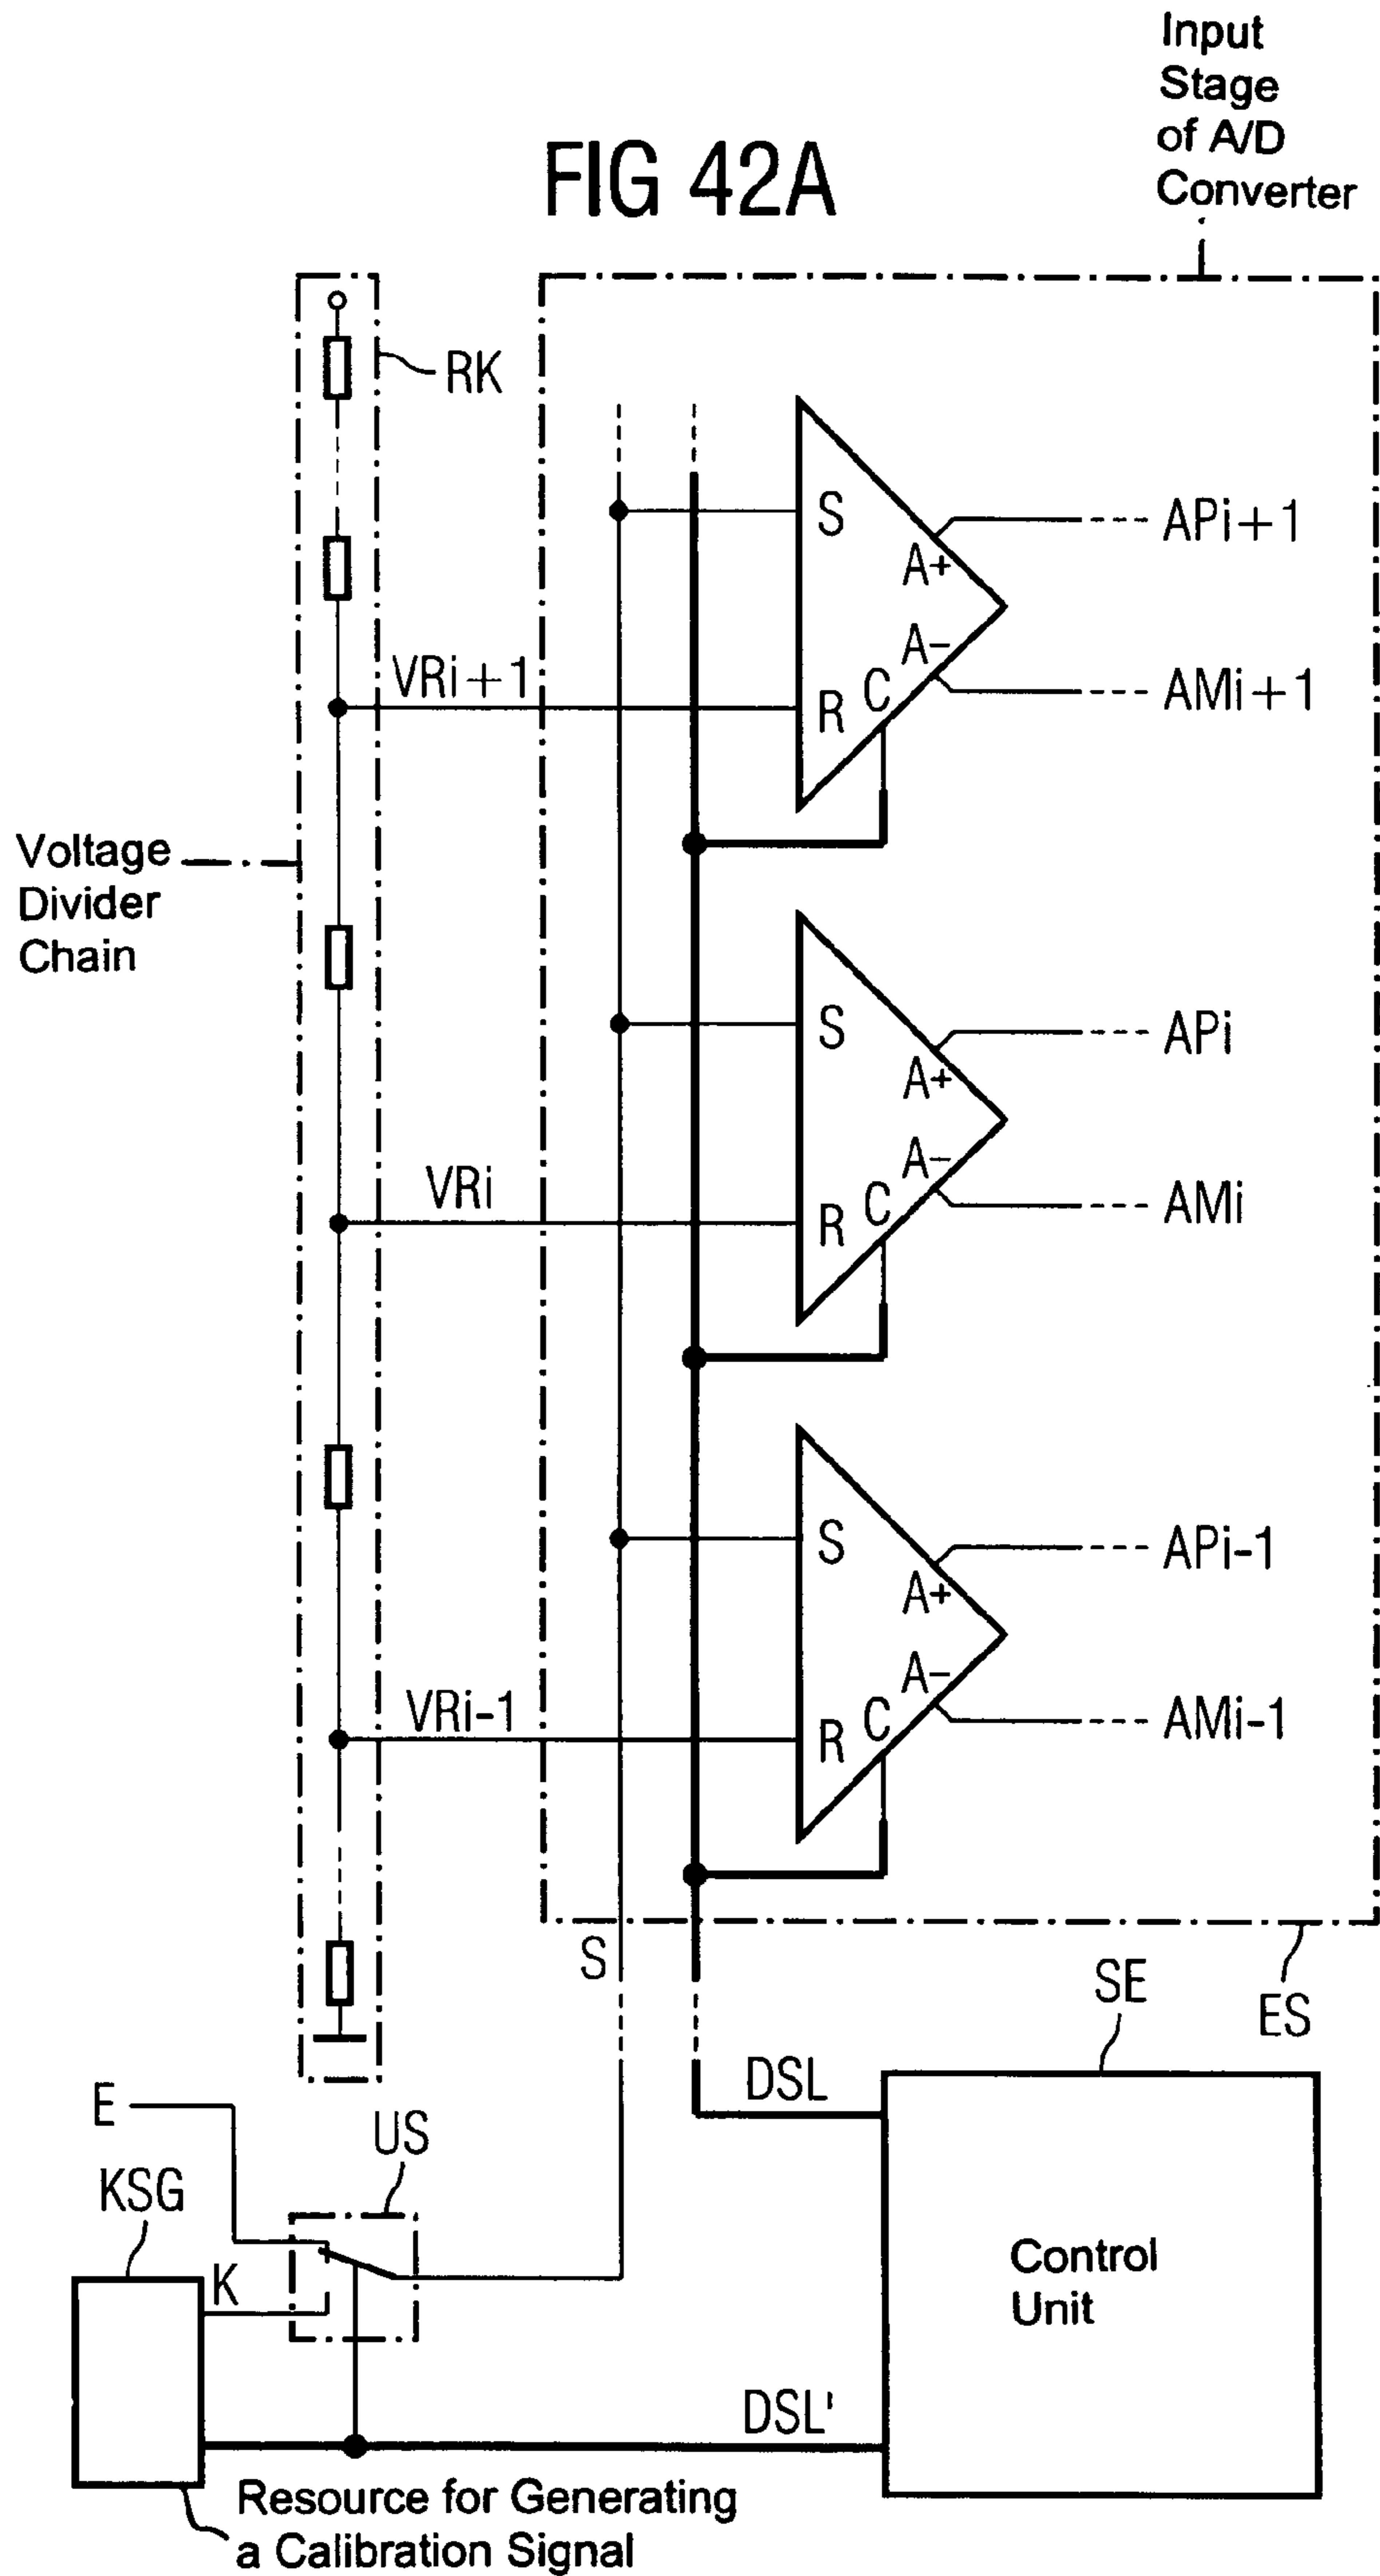 Input
Stage
of A/D
Converter
FIG 42A
RK
S
A+
APi+1
A-
AMi+1
VRi+1
R
C
Voltage
Divider
Chain
S
A+
APi
A-
AMi
VRi
R
C
S
A+
APi-1
A-
AMi-1
VRi-1
R
C
S
SE
ES
DSL
E
US
KSG
K
Control
Unit
DSL'
Resource for Generating
a Calibration Signal